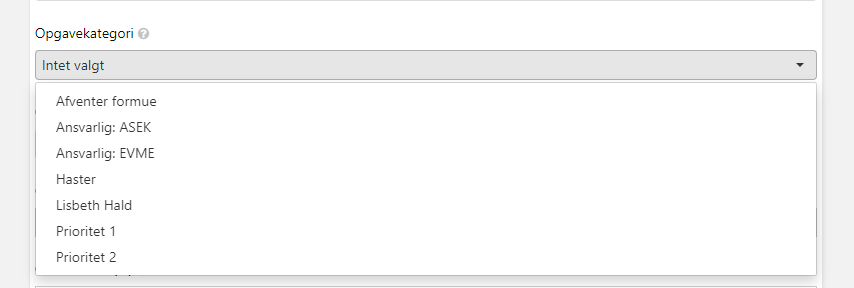 Opgavekategori ?
Intet valgt
Afventer formue
Ansvarlig: ASEK
Ansvarlig: EVME
Haster
Lisbeth Hald
Prioritet 1
Prioritet 2